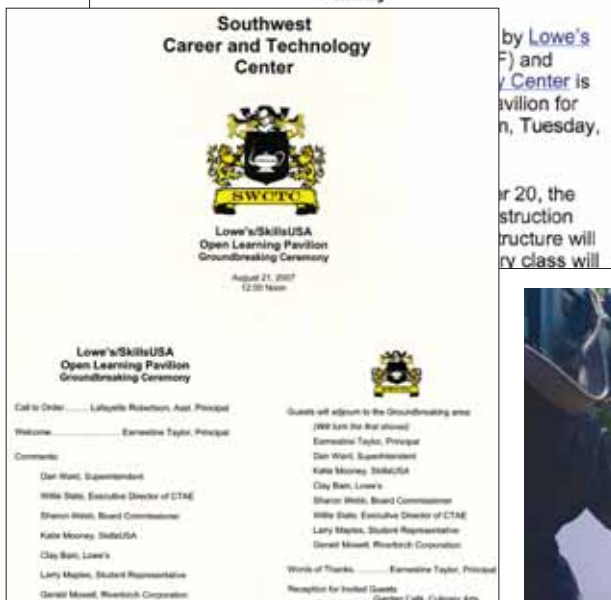 Southwest
Career and Technology
Center
SWCTC
Lowe's/SkillsUSA
Open Learning Pavilion
Groundbreaking Ceremony
August 21, 2007
12:00 Noon
Lowe's/SkillsUSA
Open Learning Pavilion
Groundbreaking Ceremony
Call to Order Lafayette Robertson, Asst. Principal
Welcome Earnestine Taylor, Principal
Comments:
Dan Ward, Superintendent
Willie State, Executive Director of CTAE
Sharon Webb, Board Commissioner
Katie Mooney, SkillsUSA
Clay Bain, Lowe's
Larry Maples, Student Representative
Gerald Mowell, Corporation
Guests will adjourn to the Groundbreaking area
(Will turn the first shovel)
Earnestine Taylor, Principal
Dan Ward, Superintendent
Katie Mooney, SkillsUSA
Clay Bain, Lowe's
Sharon Webb, Board Commissioner
Willie State, Executive Director of CTAE
Larry Maples, Student Representative
Gerald Mowell, Corporation
Words of Thanks Earnestine Taylor, Principal
Reception for Invited Guests
Garden Café, Culinary Arts
by Lowe's
F) and
y Center is
avilion for
n, Tuesday,
er 20, the
struction
tructure will
ry class will